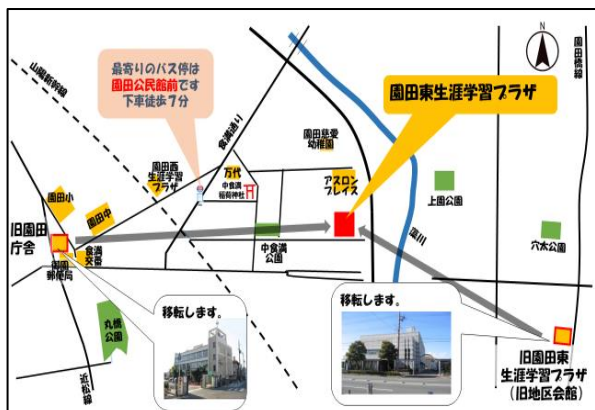 山陽新幹線
最寄りのバス停は
園田公民館前です
下車徒歩7分
食満通り
園田橋線
園田東生涯学習プラザ
園田慈愛
幼稚園
園田西
生涯学習
プラザ
万代
中食満
稲荷神社
アスロン
プレイス
園田小
園田中
上園公園
旧園田
庁舎
食満
交番
御園
郵便局
中食満
公園
藻川
穴太公園
移転します。
移転します。
丸橋
公園
近松線
旧園田東
生涯学習プラザ
(旧地区会館)